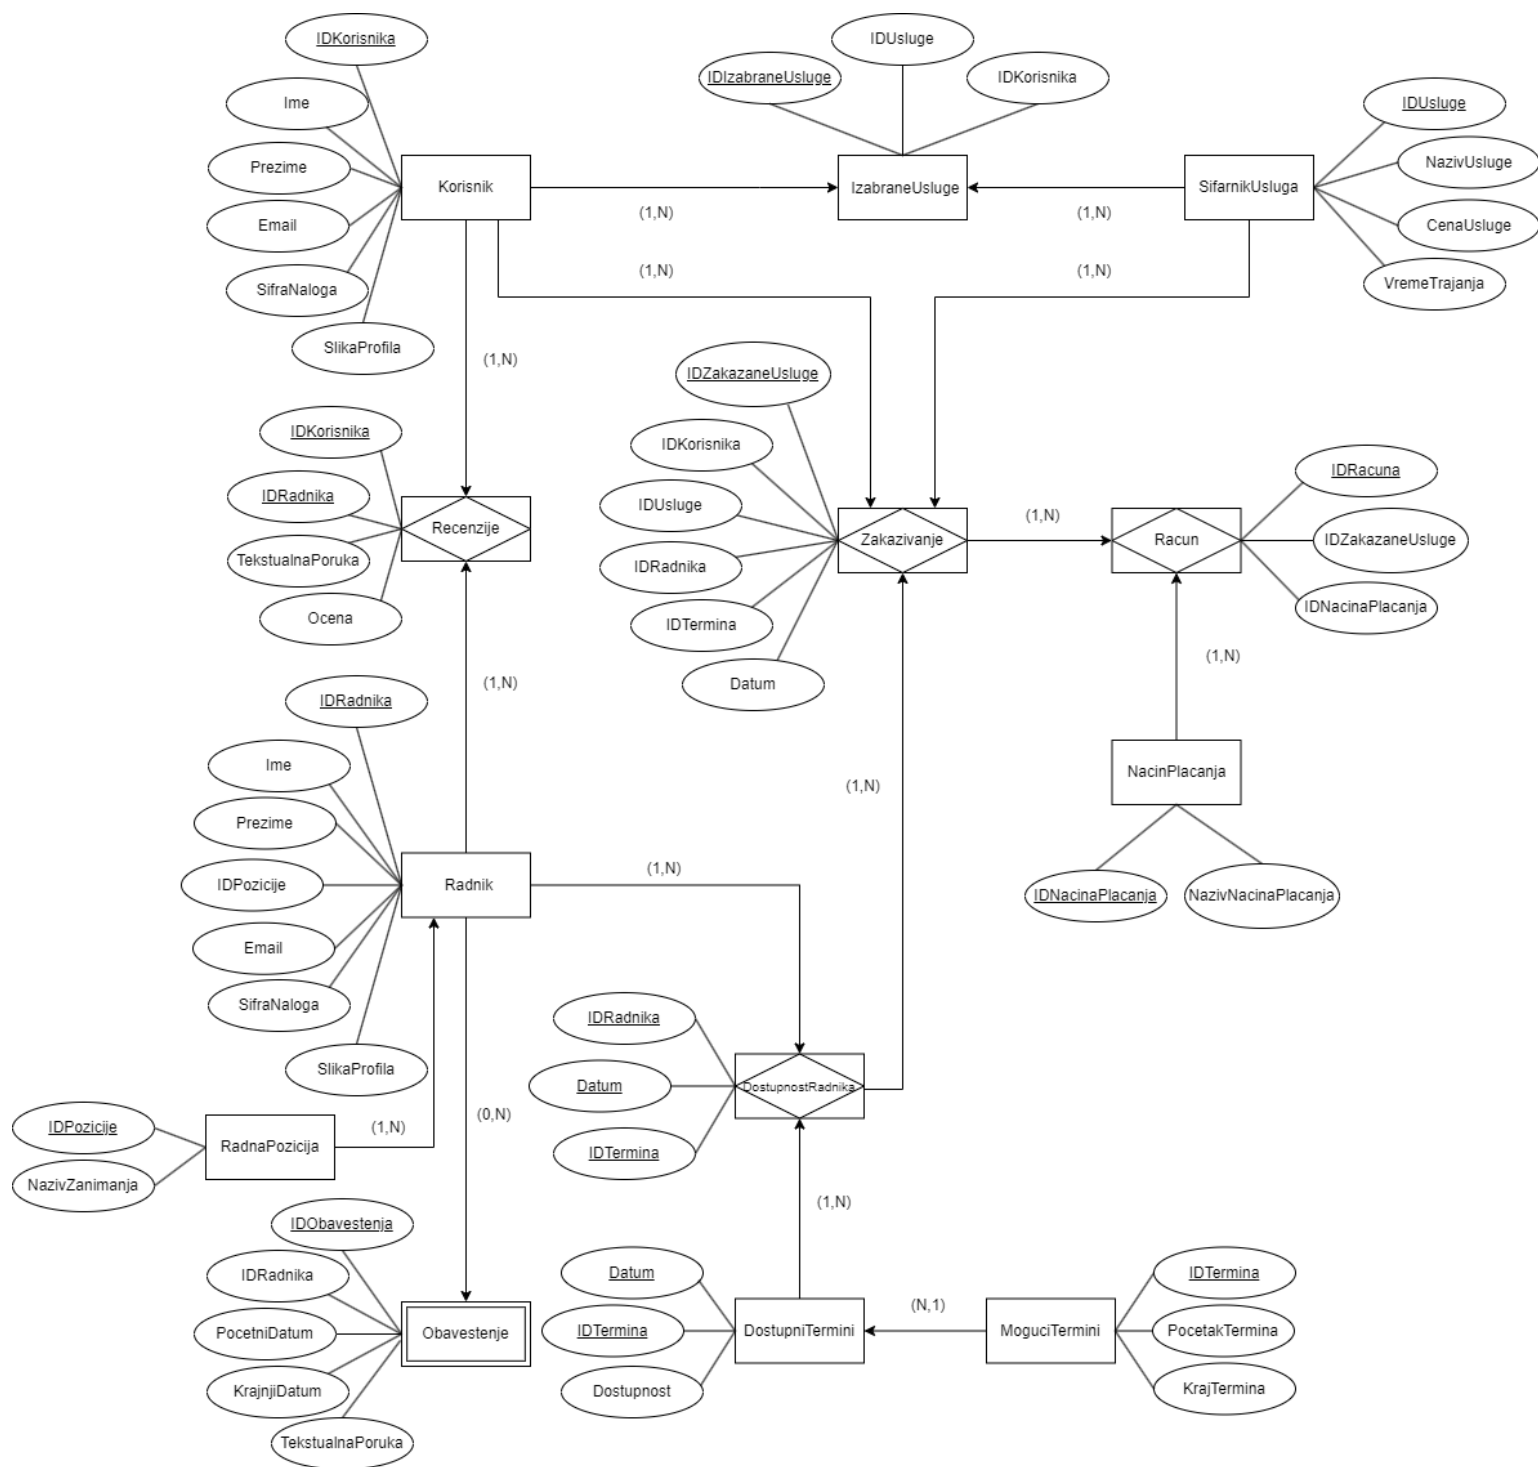 IDKorisnika
Ime
Prezime
Email
SifraNaloga
SlikaProfila
Korisnik
(1,N)
IDIzabraneUsluge
IDUsluge
IDKorisnika
IzabraneUsluge
(1,N)
SifarnikUsluga
IDUsluge
NazivUsluge
CenaUsluge
VremeTrajanja
(1,N)
(1,N)
(1,N)
IDKorisnika
IDRadnika
TekstualnaPoruka
Ocena
Recenzije
IDZakazaneUsluge
IDKorisnika
IDUsluge
IDRadnika
IDTermina
Datum
Zakazivanje
(1,N)
Racun
IDRacuna
IDZakazaneUsluge
IDNacinaPlacanja
(1,N)
(1,N)
(1,N)
NacinPlacanja
IDNacinaPlacanja
NazivNacinaPlacanja
IDRadnika
Ime
Prezime
IDPozicije
Email
SifraNaloga
SlikaProfila
Radnik
(1,N)
IDRadnika
Datum
IDTermina
DostupnostRadnika
IDPozicije
NazivZanimanja
RadnaPozicija
(1,N)
(0,N)
(1,N)
IDObavestenja
IDRadnika
PocetniDatum
KrajnjiDatum
TekstualnaPoruka
Obavestenje
Datum
IDTermina
Dostupnost
DostupniTermini
(N,1)
MoguciTermini
IDTermina
PocetakTermina
KrajTermina